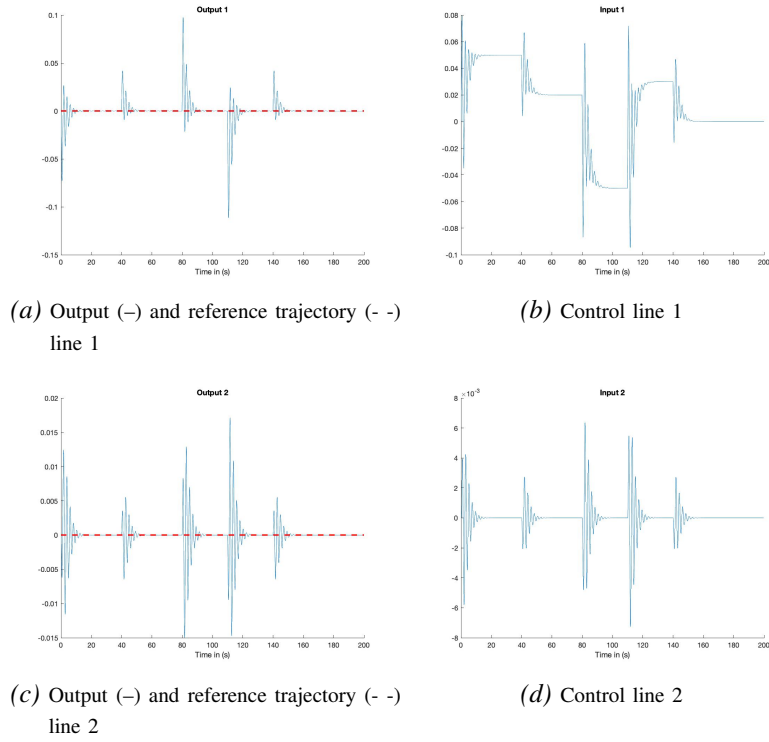 Output 1
0.1
0.05
0
-0.05
-0.1
-0.15
0 20 40 60 80 100 120 140 160 180 200
Time in (s)
(a) Output (–) and reference trajectory (- -) line 1
Input 1
0.08
0.06
0.04
0.02
0
-0.02
-0.04
-0.06
-0.08
-0.1
0 20 40 60 80 100 120 140 160 180 200
Time in (s)
(b) Control line 1
Output 2
0.02
0.015
0.01
0.005
0
-0.005
-0.01
-0.015
0 20 40 60 80 100 120 140 160 180 200
Time in (s)
(c) Output (–) and reference trajectory (- -)
line 2
Input 2
×10⁻³
8
6
4
2
0
-2
-4
-6
-8
0 20 40 60 80 100 120 140 160 180 200
Time in (s)
(d) Control line 2